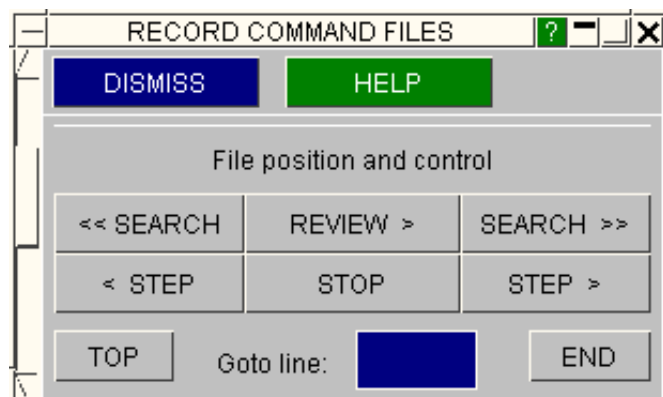 RECORD COMMAND FILES ?
DISMISS HELP
File position and control
<< SEARCH REVIEW > SEARCH >>
< STEP STOP STEP >
TOP Goto line: END